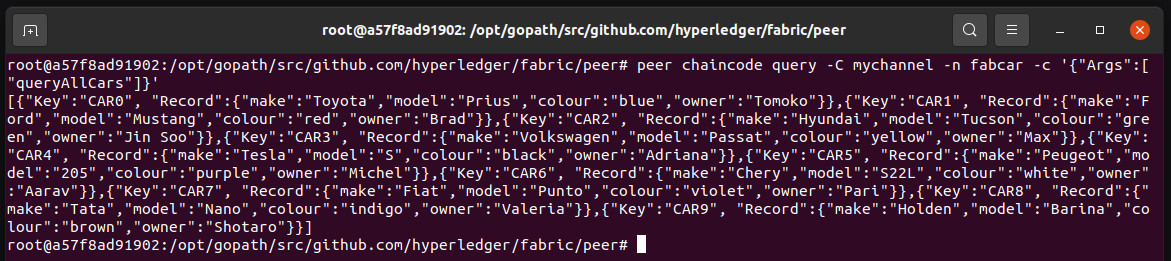 root@a57f8ad91902: /opt/gopath/src/github.com/hyperledger/fabric/peer
root@a57f8ad91902:/opt/gopath/src/github.com/hyperledger/fabric/peer# peer chaincode query -C mychannel -n fabcar -c '{"Args":[
"queryAllCars"]}'
[{"Key":"CAR0", "Record":{"make":"Toyota","model":"Prius","colour":"blue","owner":"Tomoko"}},{"Key":"CAR1", "Record":{"make":"F
ord","model":"Mustang","colour":"red","owner":"Brad"}},{"Key":"CAR2", "Record":{"make":"Hyundai","model":"Tucson","colour":"gre
en","owner":"Jin Soo"}},{"Key":"CAR3", "Record":{"make":"Volkswagen","model":"Passat","colour":"yellow","owner":"Max"}},{"Key":
"CAR4", "Record":{"make":"Tesla","model":"S","colour":"black","owner":"Adriana"}},{"Key":"CAR5", "Record":{"make":"Peugeot","mo
del":"205","colour":"purple","owner":"Michel"}},{"Key":"CAR6", "Record":{"make":"Chery","model":"S22L","colour":"white","owner"
:"Aarav"}},{"Key":"CAR7", "Record":{"make":"Fiat","model":"Punto","colour":"violet","owner":"Pari"}},{"Key":"CAR8", "Record":{"
make":"Tata","model":"Nano","colour":"indigo","owner":"Valeria"}},{"Key":"CAR9", "Record":{"make":"Holden","model":"Barina","co
lour":"brown","owner":"Shotaro"}}]
root@a57f8ad91902:/opt/gopath/src/github.com/hyperledger/fabric/peer#